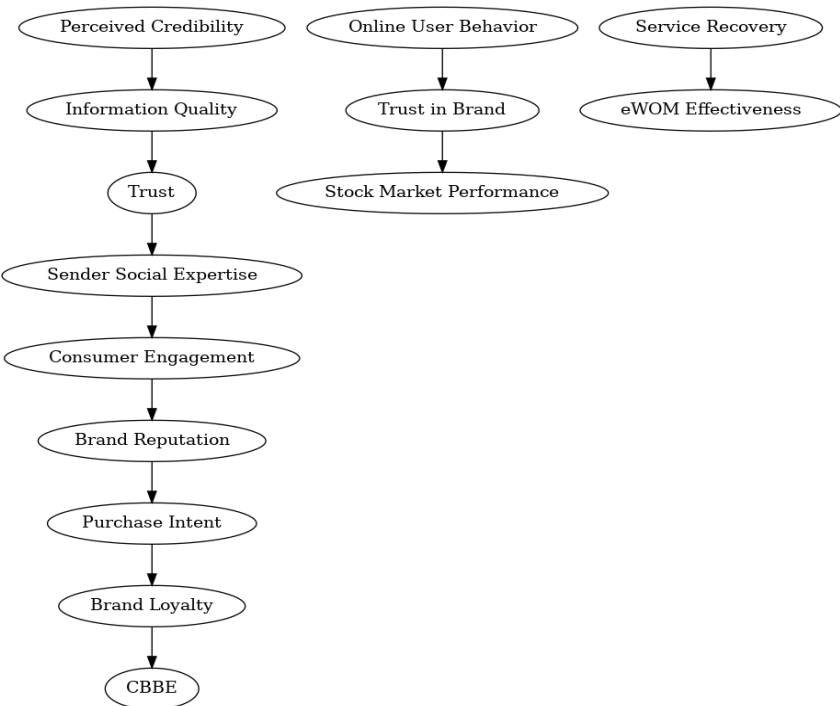 Perceived Credibility
Online User Behavior
Service Recovery
Information Quality
Trust in Brand
eWOM Effectiveness
Trust
Stock Market Performance
Sender Social Expertise
Consumer Engagement
Brand Reputation
Purchase Intent
Brand Loyalty
CBBE